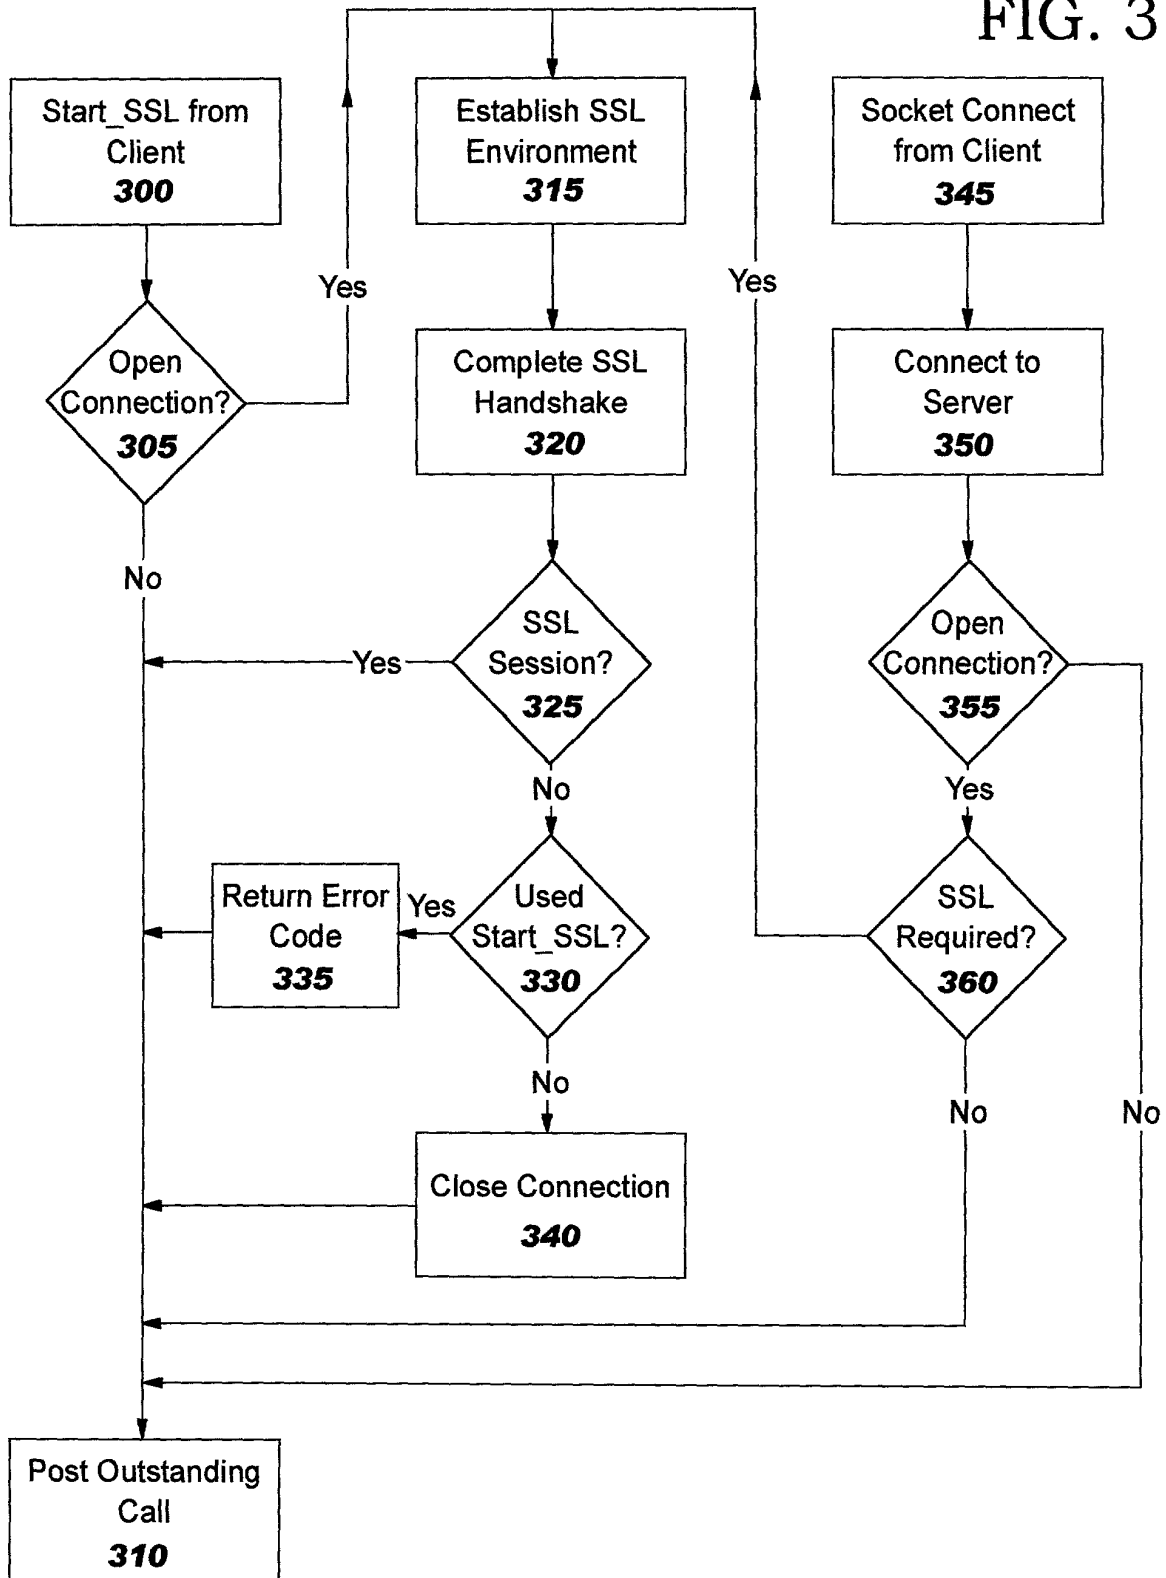 FIG. 3
Start_SSL from
Client
300
Establish SSL
Environment
315
Socket Connect
from Client
345
Yes
Yes
Open
Connection?
305
Complete SSL
Handshake
320
Connect to
Server
350
No
SSL
Session?
325
Yes
Open
Connection?
355
No
Yes
Return Error
Code
335
Yes
Used
Start_SSL?
330
SSL
Required?
360
No
No
No
Close Connection
340
Post Outstanding
Call
310